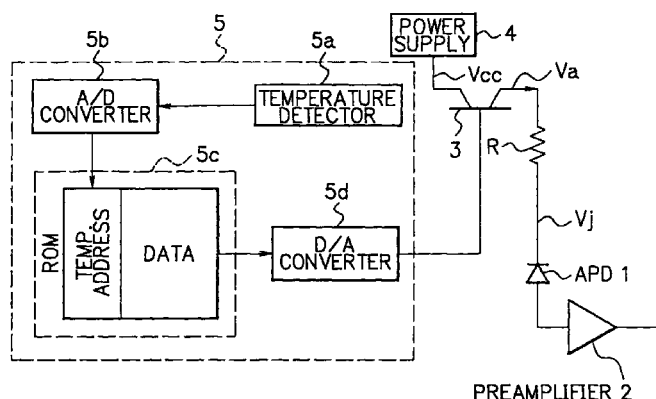 5
5b
5a
POWER
SUPPLY
4
A/D
CONVERTER
TEMPERATURE
DETECTOR
Vcc
Va
3
R
5c
5d
ROM
TEMP.
ADDRESS
DATA
D/A
CONVERTER
Vj
APD 1
PREAMPLIFIER 2